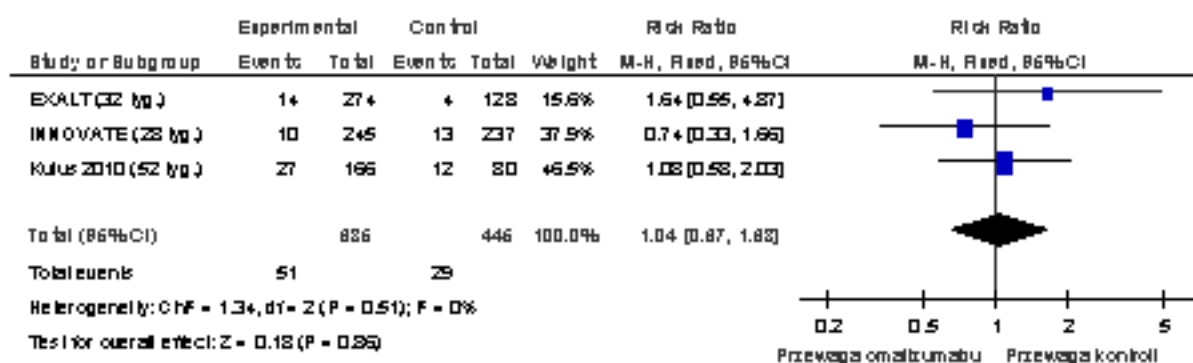 Experimental Control Risk Ratio Risk Ratio
Study or Subgroup Events Total Events Total Weight M-H, Fixed, 95% CI M-H, Fixed, 95% CI
EXALT (32 tyg.) 14 274 4 128 15.6% 1.64 [0.55, 4.87]
INNOVATE (28 tyg.) 10 245 13 237 37.9% 0.74 [0.33, 1.66]
Kulus 2010 (52 tyg.) 27 166 12 80 46.5% 1.08 [0.58, 2.03]
Total (95% CI) 685 445 100.0% 1.04 [0.67, 1.63]
Total events 51 29
Heterogeneity: Chi² = 1.34, df = 2 (P = 0.51); I² = 0%
Test for overall effect: Z = 0.18 (P = 0.86)
0.2 0.5 1 2 5
Przewaga omalizumabu Przewaga kontroli